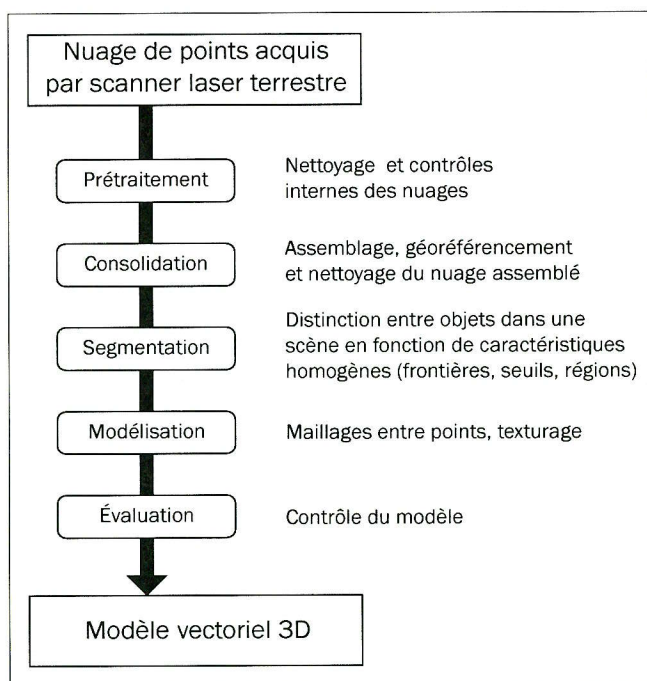 Nuage de points acquis
par scanner laser terrestre
Prétraitement
Nettoyage et contrôles
internes des nuages
Consolidation
Assemblage, géoréférencement
et nettoyage du nuage assemblé
Segmentation
Distinction entre objets dans une
scène en fonction de caractéristiques
homogènes (frontières, seuils, régions)
Modélisation
Maillages entre points, texturage
Évaluation
Contrôle du modèle
Modèle vectoriel 3D